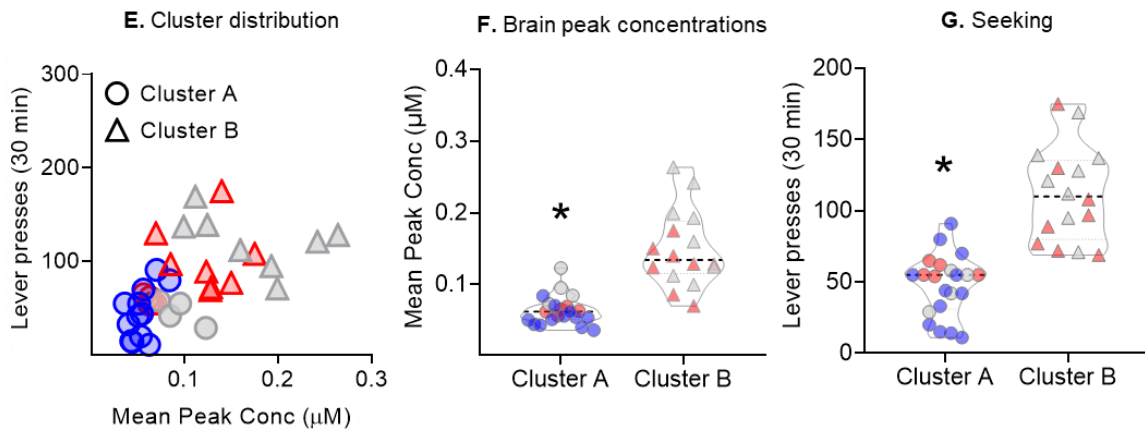 E. Cluster distribution
Lever presses (30 min)
300
200
100
Cluster A
Cluster B
0.1
0.2
0.3
Mean Peak Conc (μM)
F. Brain peak concentrations
Mean Peak Conc (μM)
0.4
0.3
0.2
0.1
*
Cluster A
Cluster B
G. Seeking
Lever presses (30 min)
200
150
100
50
0
*
Cluster A
Cluster B